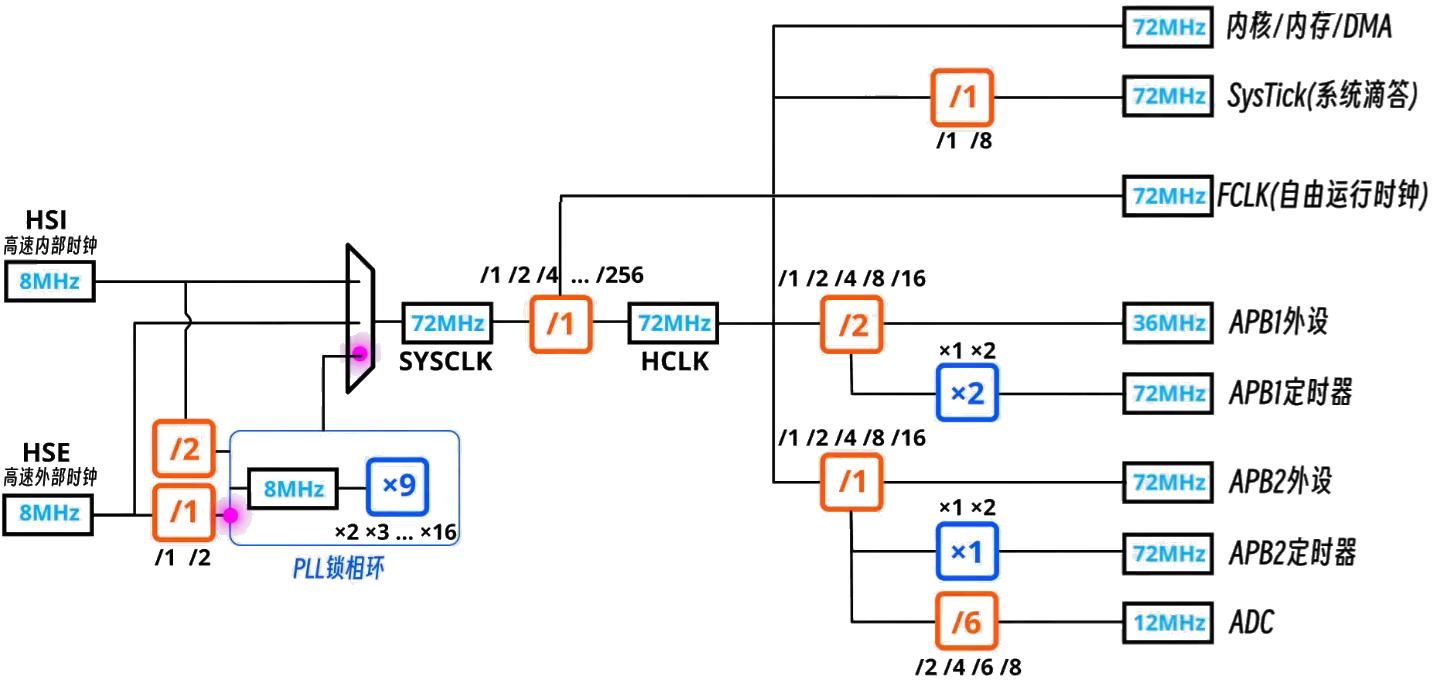 72MHz 内核/内存/DMA
/1 72MHz SysTick(系统滴答)
/1 /8
72MHz FCLK(自由运行时钟)
HSI
高速内部时钟
8MHz
/1 /2 /4 ... /256
72MHz
SYSCLK
/1
72MHz
HCLK
/1 /2 /4 /8 /16
/2 36MHz APB1外设
×1 ×2
×2 72MHz APB1定时器
HSE
高速外部时钟
8MHz
/2
/1
/1 /2
8MHz ×9
×2 ×3 ... ×16
PLL锁相环
/1 /2 /4 /8 /16
/1 72MHz APB2外设
×1 ×2
×1 72MHz APB2定时器
/6 12MHz ADC
/2 /4 /6 /8